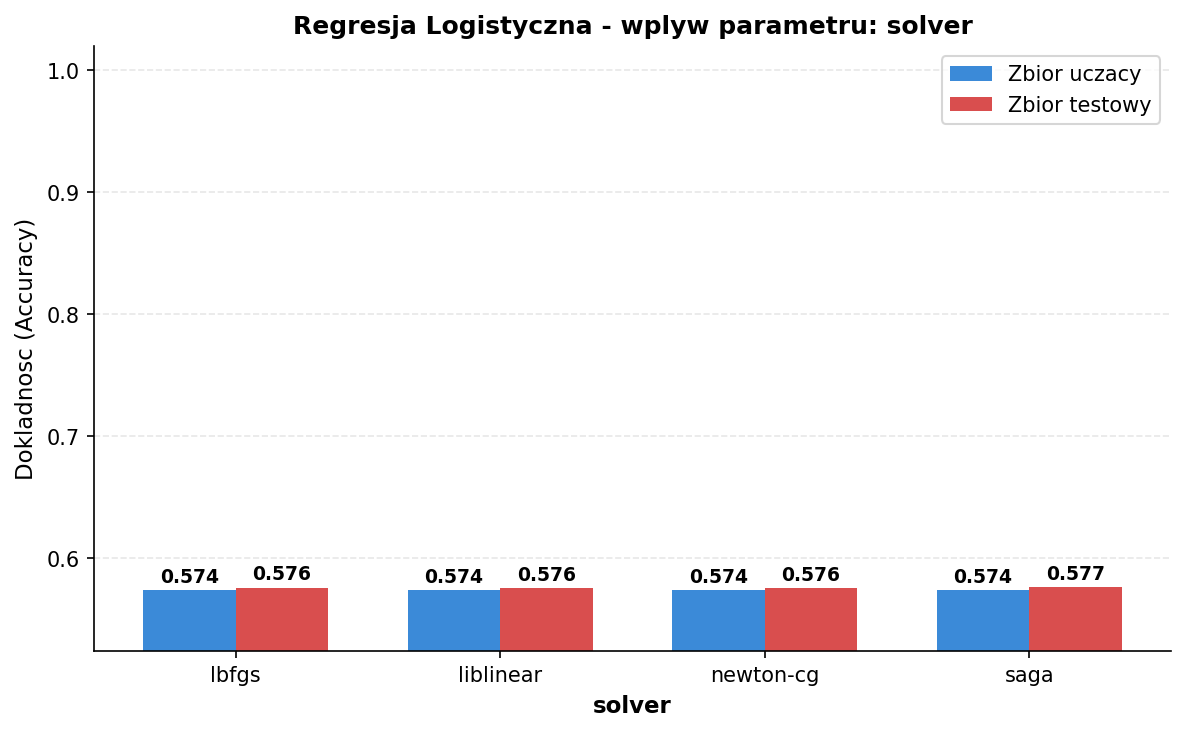 Regresja Logistyczna - wplyw parametru: solver
Zbior uczacy
Zbior testowy
Dokladnosc (Accuracy)
1.0
0.9
0.8
0.7
0.6
0.574 0.576 0.574 0.576 0.574 0.576 0.574 0.577
lbfgs liblinear newton-cg saga
solver